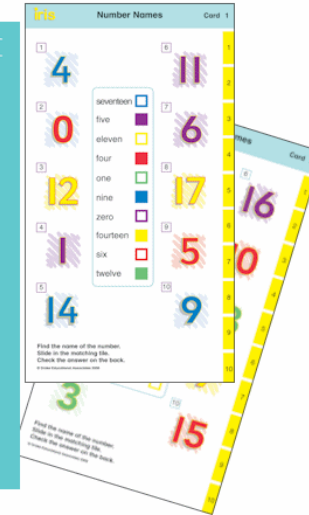 iris
Number Names
Card 1
1
4
2
0
3
12
4
1
5
14
seventeen
five
eleven
four
one
nine
zero
fourteen
six
twelve
6
11
7
6
8
17
9
5
10
9
1
2
3
4
5
6
7
8
9
10
Find the name of the number.
Slide in the matching tile.
Check the answer on the back.
mes
Card
6
16
0
3
10
15
Find the name of the number.
Slide in the matching tile.
Check the answer on the back.